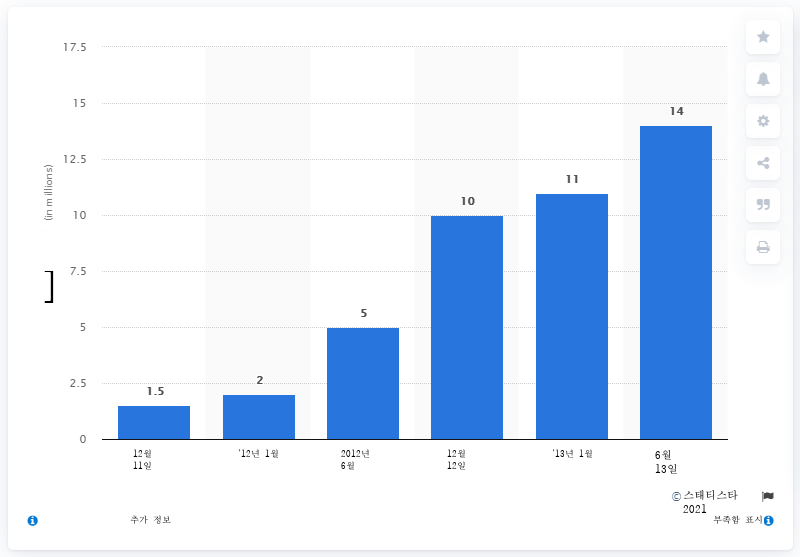 17.5
15
12.5
10
7.5
5
2.5
0
(in millions)
]
1.5
2
5
10
11
14
12월
11일
'12년 1월
2012년
6월
12월
12일
'13년 1월
6월
13일
© 스태티스타
2021
추가 정보
부족함 표시